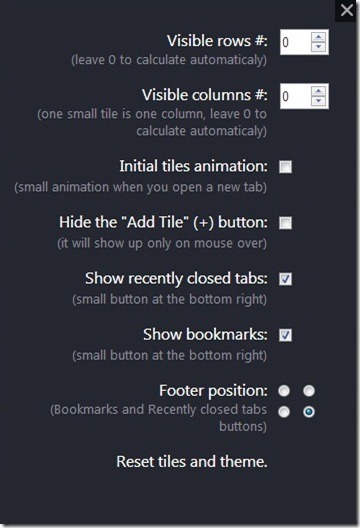 Visible rows #: 0
(leave 0 to calculate automaticaly)
Visible columns #: 0
(one small tile is one column, leave 0 to
calculate automaticaly)
Initial tiles animation:
(small animation when you open a new tab)
Hide the "Add Tile" (+) button:
(it will show up only on mouse over)
Show recently closed tabs:
(small button at the bottom right)
Show bookmarks:
(small button at the bottom right)
Footer position:
(Bookmarks and Recently closed tabs
buttons)
Reset tiles and theme.